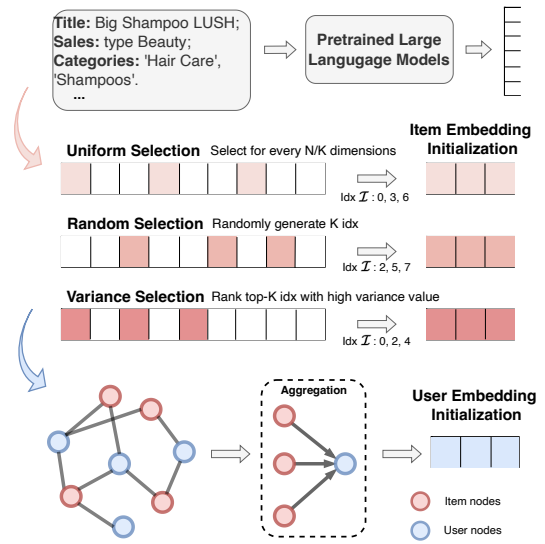 Title: Big Shampoo LUSH;
Sales: type Beauty;
Categories: 'Hair Care',
'Shampoos'.
...
Pretrained Large
Langugage Models
Item Embedding
Initialization
Uniform Selection Select for every N/K dimensions
Idx I : 0, 3, 6
Random Selection Randomly generate K idx
Idx I : 2, 5, 7
Variance Selection Rank top-K idx with high variance value
Idx I : 0, 2, 4
Aggregation
User Embedding
Initialization
Item nodes
User nodes